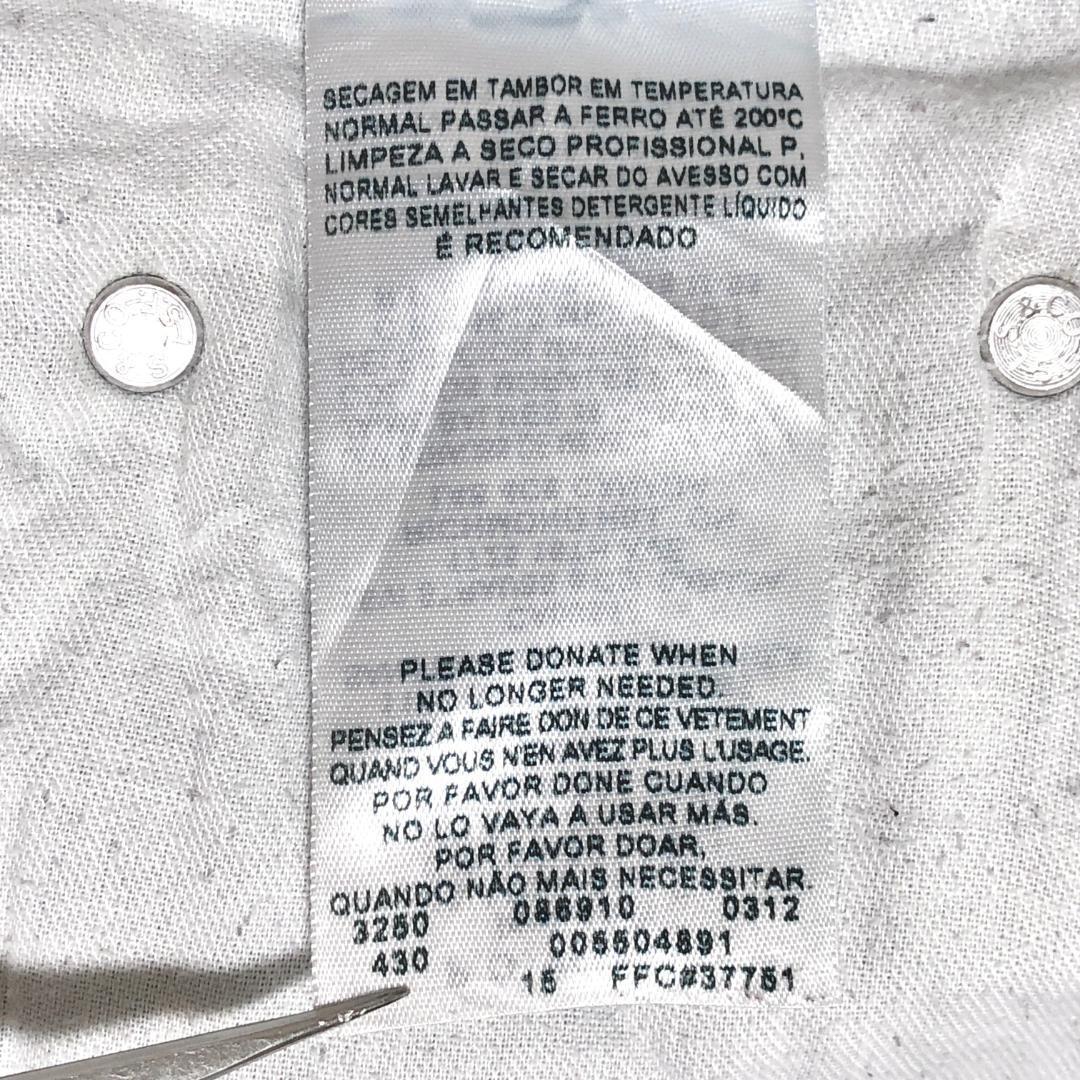 SECAGEM EM TAMBOR EM TEMPERATURA
NORMAL PASSAR A FERRO ATÉ 200°C
LIMPEZA A SECO PROFISSIONAL P,
NORMAL LAVAR E SECAR DO AVESSO COM
CORES SEMELHANTES DETERGENTE LÍQUIDO
É RECOMENDADO
PLEASE DONATE WHEN
NO LONGER NEEDED.
PENSEZ A FAIRE DON DE CE VETEMENT
QUAND VOUS N'EN AVEZ PLUS L'USAGE.
POR FAVOR DONE CUANDO
NO LO VAYA A USAR MÁS.
POR FAVOR DOAR,
QUANDO NÃO MAIS NECESSITAR.
3250 086910 0312
430 005504891
15 FFC#37751